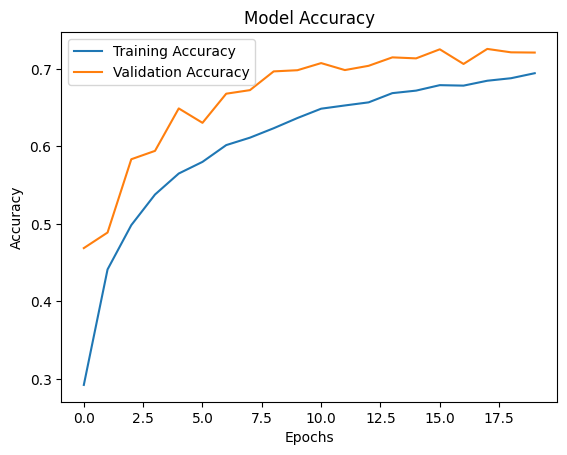 Model Accuracy
Training Accuracy
Validation Accuracy
0.7
0.6
0.5
0.4
0.3
Accuracy
0.0 2.5 5.0 7.5 10.0 12.5 15.0 17.5
Epochs